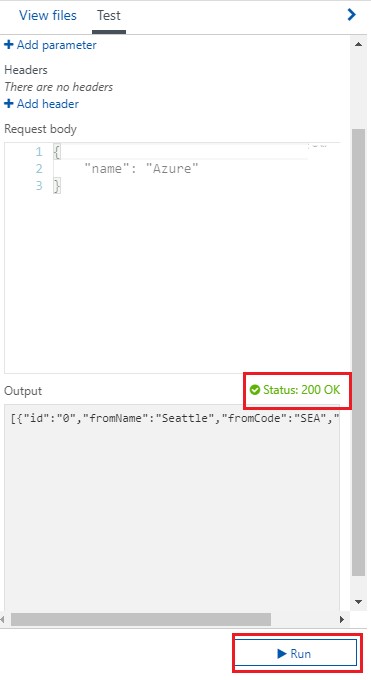 View files Test
+ Add parameter
Headers
There are no headers
+ Add header
Request body
1 {
2 "name": "Azure"
3 }
Output Status: 200 OK
[{"id":"0","fromName":"Seattle","fromCode":"SEA","
Run